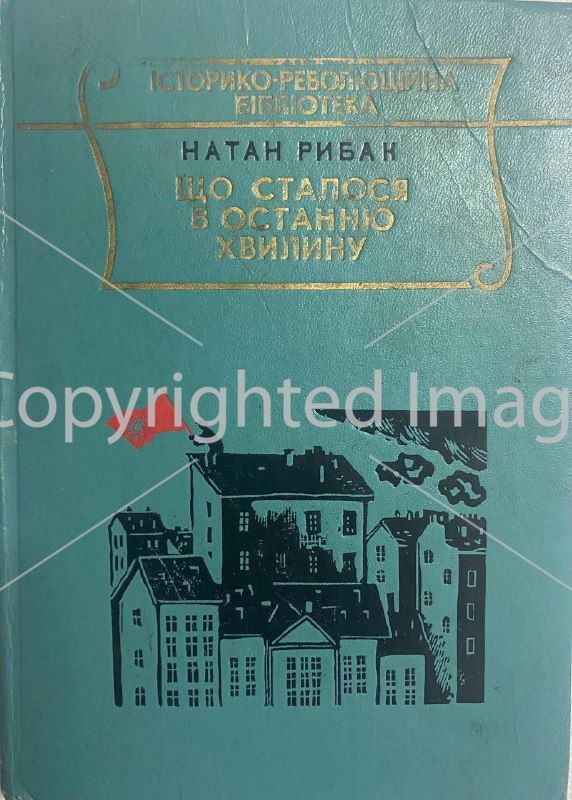 ІСТОРИКО-РЕВОЛЮЦІЙНА
БІБЛІОТЕКА
НАТАН РИБАК
ЩО СТАЛОСЯ
В ОСТАННЮ
ХВИЛИНУ
Copyrighted Imag